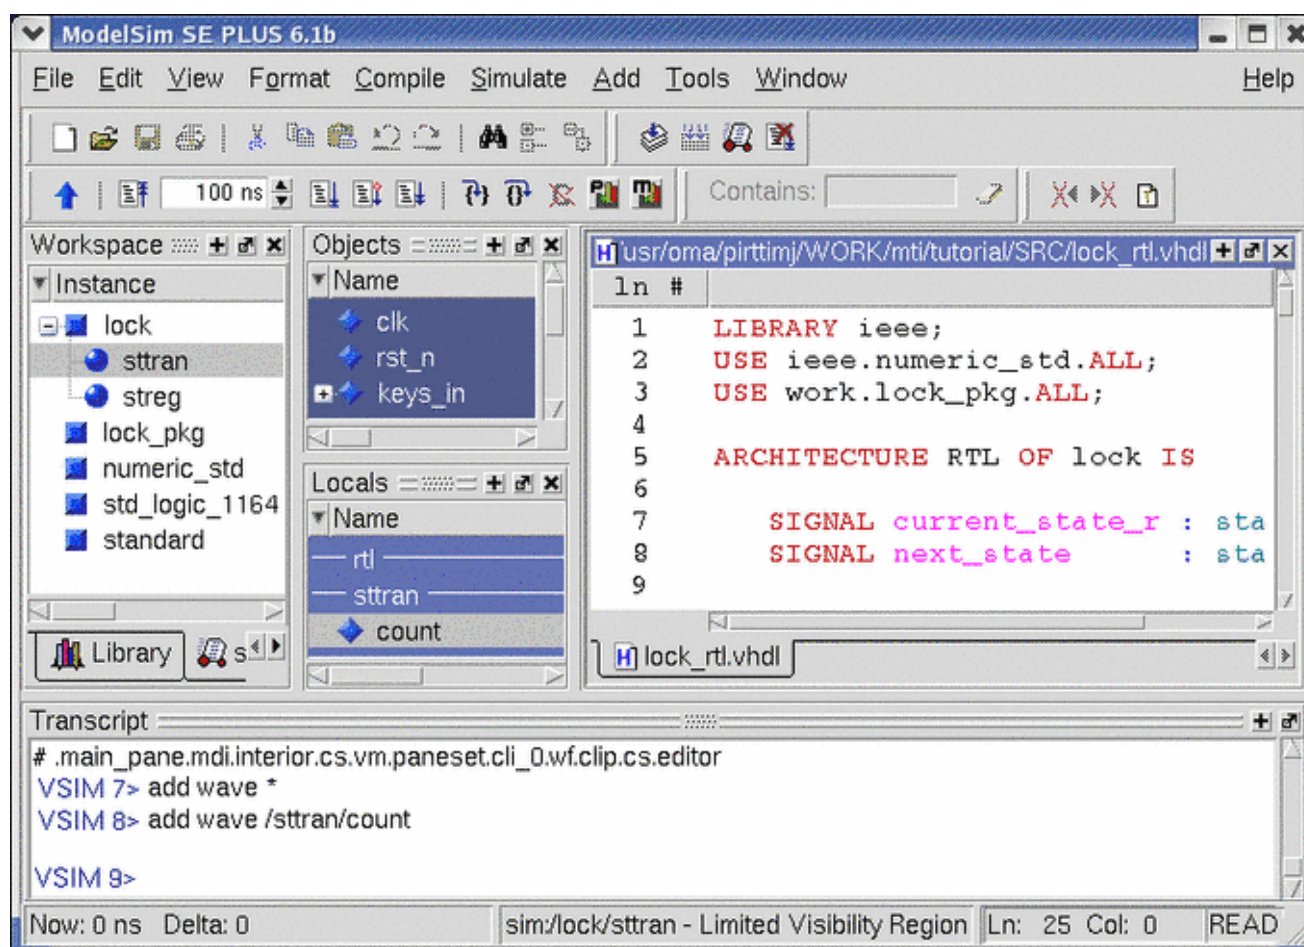 ModelSim SE PLUS 6.1b
File Edit View Format Compile Simulate Add Tools Window Help
100 ns Contains:
Workspace
Instance
lock
sttran
streg
lock_pkg
numeric_std
std_logic_1164
standard
Library s
Objects
Name
clk
rst_n
keys_in
Locals
Name
rtl
sttran
count
/usr/oma/pirttimj/WORK/mti/tutorial/SRC/lock_rtl.vhdl
ln #
1 LIBRARY ieee;
2 USE ieee.numeric_std.ALL;
3 USE work.lock_pkg.ALL;
4
5 ARCHITECTURE RTL OF lock IS
6
7 SIGNAL current_state_r : sta
8 SIGNAL next_state : sta
9
lock_rtl.vhdl
Transcript
# .main_pane.mdi.interior.cs.vm.paneset.cli_0.wf.clip.cs.editor
VSIM 7> add wave *
VSIM 8> add wave /sttran/count
VSIM 9>
Now: 0 ns Delta: 0 sim:/lock/sttran - Limited Visibility Region Ln: 25 Col: 0 READ